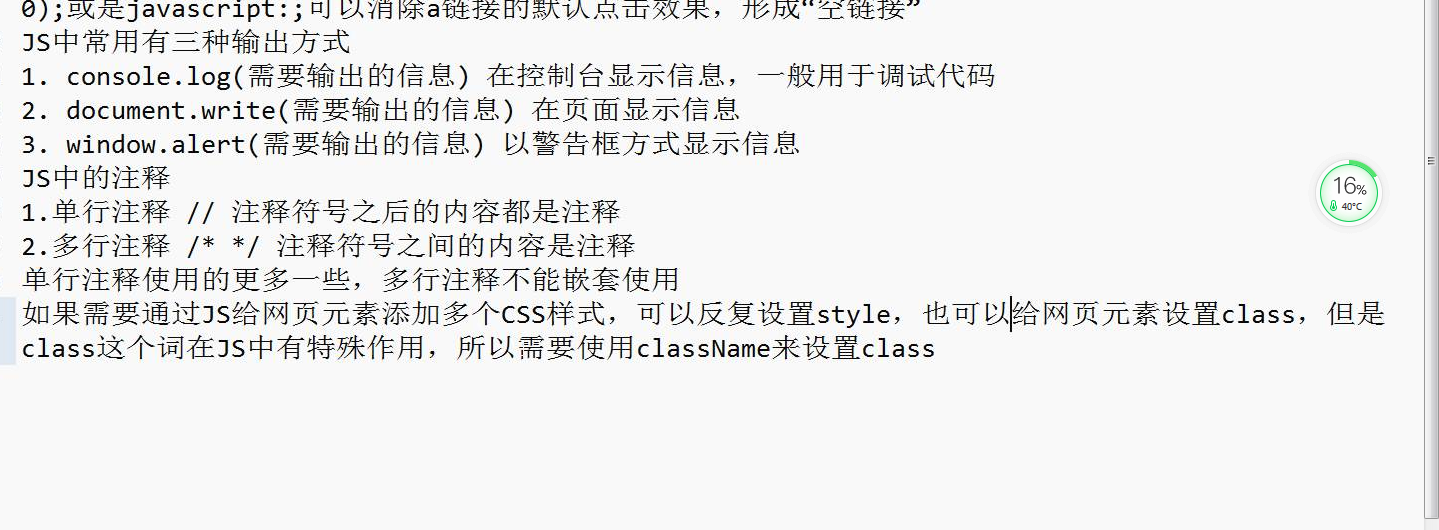 0);或是javascript:;可以消除a链接的默认点击效果，形成“空链接”
JS中常用有三种输出方式
1. console.log(需要输出的信息) 在控制台显示信息，一般用于调试代码
2. document.write(需要输出的信息) 在页面显示信息
3. window.alert(需要输出的信息) 以警告框方式显示信息
JS中的注释
1.单行注释 // 注释符号之后的内容都是注释
2.多行注释 /* */ 注释符号之间的内容是注释
单行注释使用的更多一些，多行注释不能嵌套使用
如果需要通过JS给网页元素添加多个CSS样式，可以反复设置style，也可以给网页元素设置class，但是
class这个词在JS中有特殊作用，所以需要使用className来设置class
16%
40°C